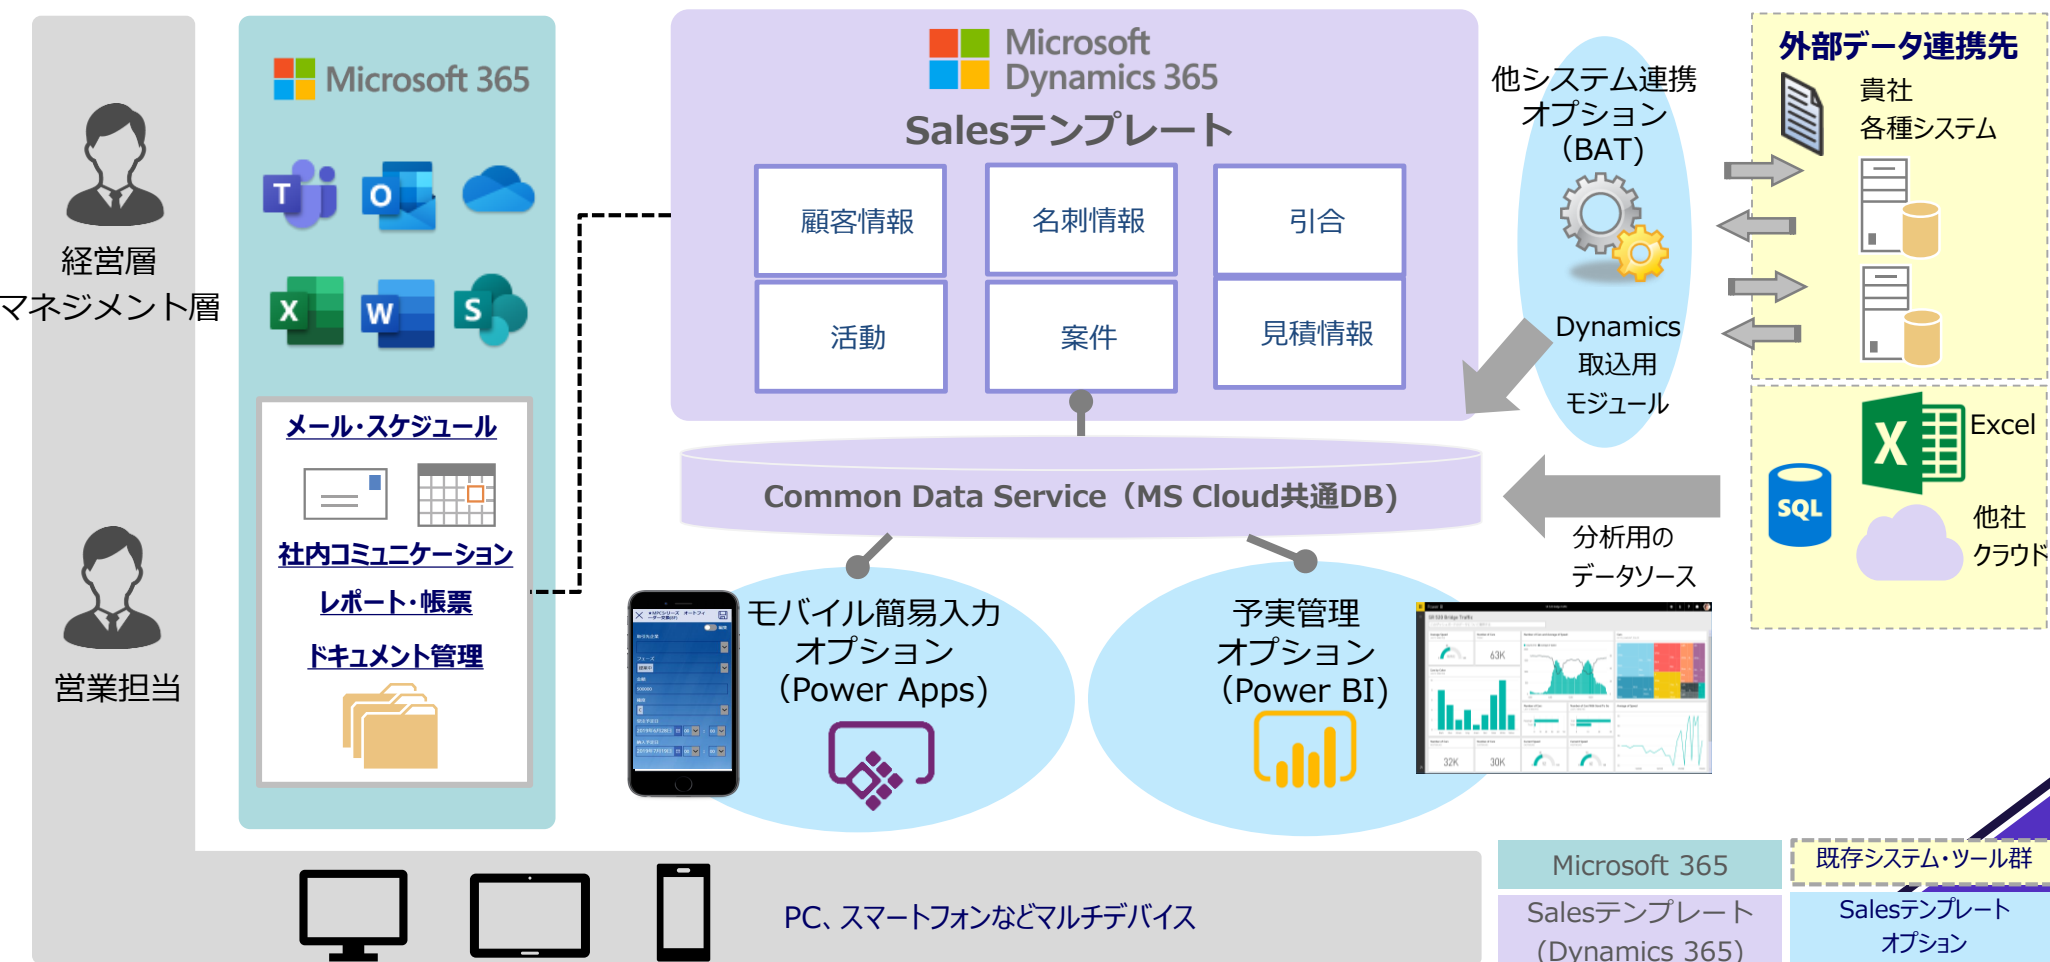 経営層
マネジメント層
営業担当
Microsoft 365
T
O
X
W
S
メール・スケジュール
社内コミュニケーション
レポート・帳票
ドキュメント管理
Microsoft
Dynamics 365
Salesテンプレート
顧客情報
名刺情報
引合
活動
案件
見積情報
Common Data Service（MS Cloud共通DB)
モバイル簡易入力
オプション
（Power Apps)
予実管理
オプション
（Power BI)
63K
32K
30K
他システム連携
オプション
（BAT)
Dynamics
取込用
モジュール
分析用の
データソース
外部データ連携先
貴社
各種システム
X
Excel
SQL
他社
クラウド
PC、スマートフォンなどマルチデバイス
Microsoft 365
既存システム・ツール群
Salesテンプレート
(Dynamics 365)
Salesテンプレート
オプション